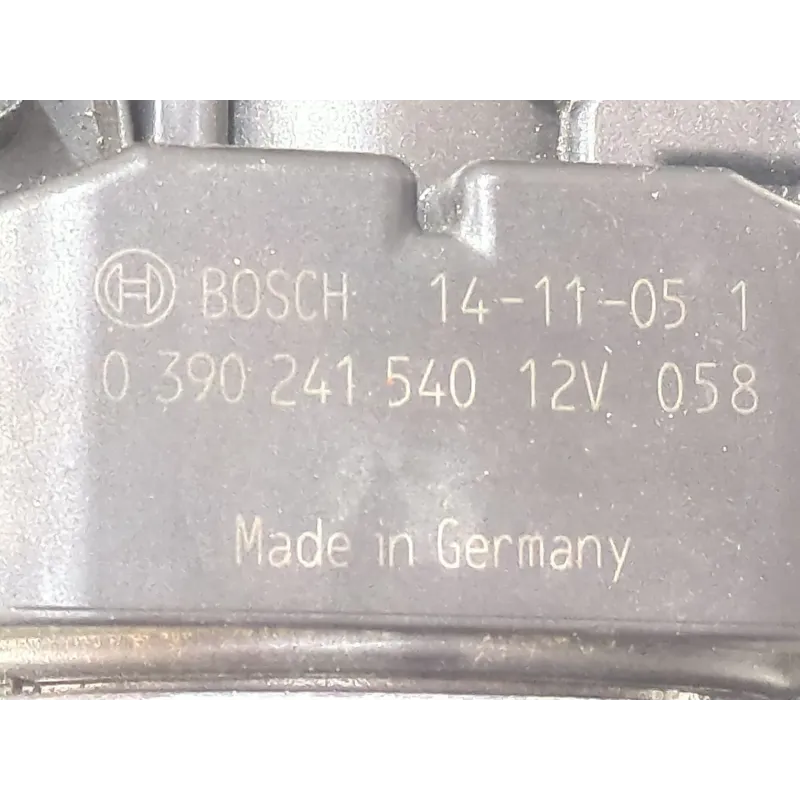 BOSCH 14-11-05 1
0 390 241 540 12V 058
Made in Germany